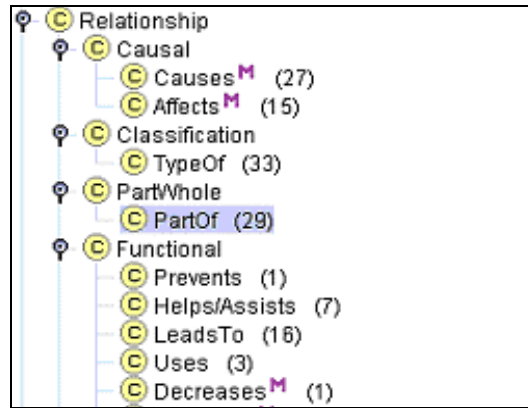 C Relationship
C Causal
C Causes M (27)
C Affects M (15)
C Classification
C TypeOf (33)
C PartWhole
C PartOf (29)
C Functional
C Prevents (1)
C Helps/Assists (7)
C LeadsTo (16)
C Uses (3)
C Decreases M (1)